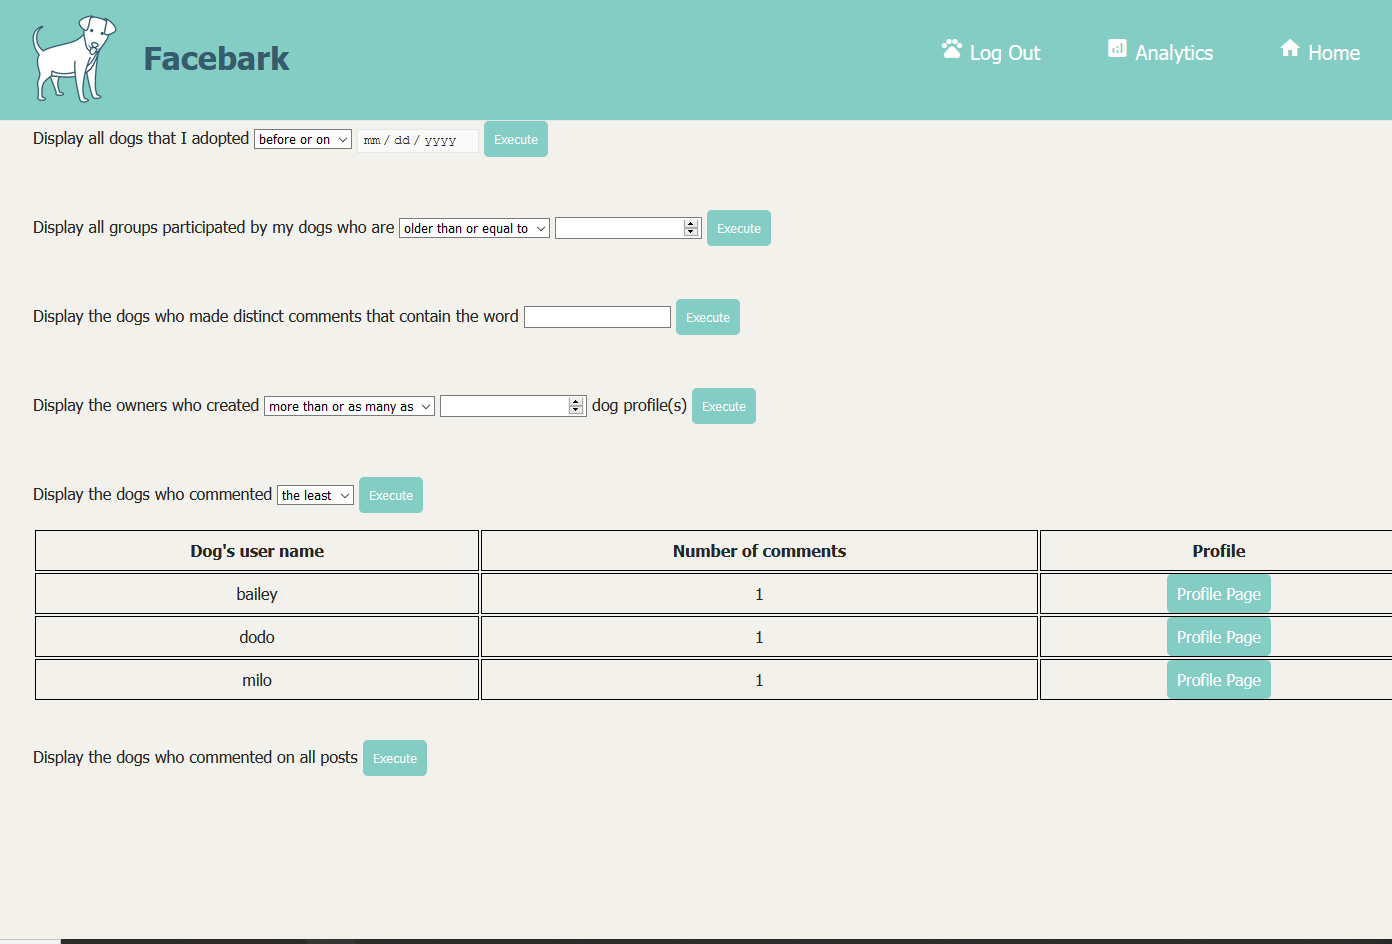 Facebark
Log Out Analytics Home
Display all dogs that I adopted before or on mm / dd / yyyy Execute
Display all groups participated by my dogs who are older than or equal to Execute
Display the dogs who made distinct comments that contain the word Execute
Display the owners who created more than or as many as dog profile(s) Execute
Display the dogs who commented the least Execute
Dog's user name Number of comments Profile
bailey 1 Profile Page
dodo 1 Profile Page
milo 1 Profile Page
Display the dogs who commented on all posts Execute